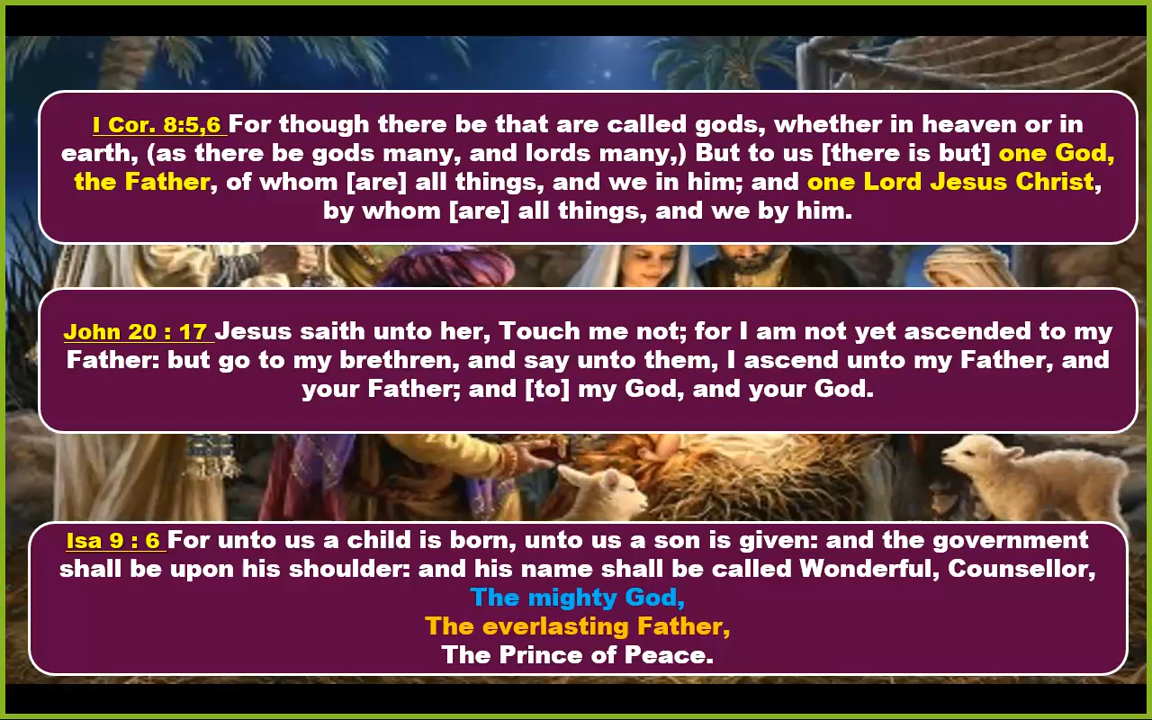 I Cor. 8:5,6 For though there be that are called gods, whether in heaven or in
earth, (as there be gods many, and lords many,) But to us [there is but] one God,
the Father, of whom [are] all things, and we in him; and one Lord Jesus Christ,
by whom [are] all things, and we by him.
John 20 : 17 Jesus saith unto her, Touch me not; for I am not yet ascended to my
Father: but go to my brethren, and say unto them, I ascend unto my Father, and
your Father; and [to] my God, and your God.
Isa 9 : 6 For unto us a child is born, unto us a son is given: and the government
shall be upon his shoulder: and his name shall be called Wonderful, Counsellor,
The mighty God,
The everlasting Father,
The Prince of Peace.